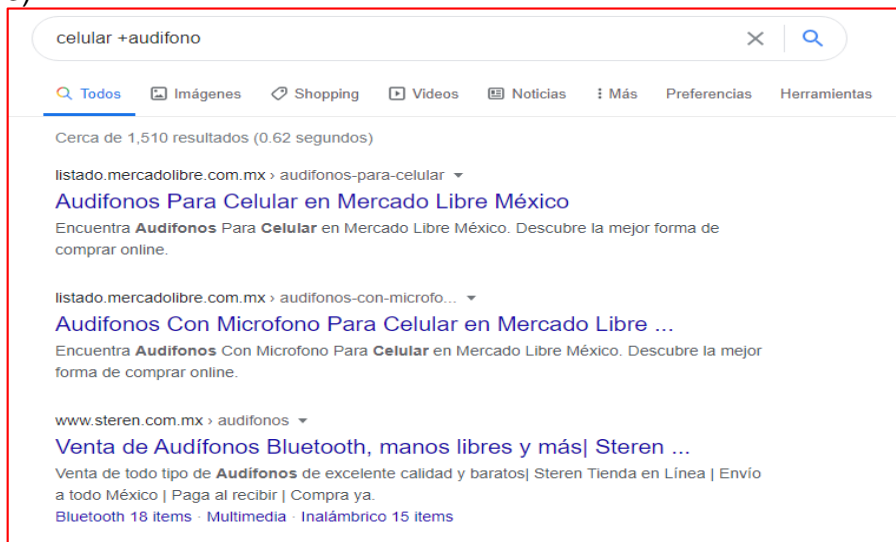 celular +audifono
Todos Imágenes Shopping Videos Noticias Más Preferencias Herramientas
Cerca de 1,510 resultados (0.62 segundos)
listado.mercadolibre.com.mx › audifonos-para-celular
Audifonos Para Celular en Mercado Libre México
Encuentra Audifonos Para Celular en Mercado Libre México. Descubre la mejor forma de
comprar online.
listado.mercadolibre.com.mx › audifonos-con-microfo...
Audifonos Con Microfono Para Celular en Mercado Libre ...
Encuentra Audifonos Con Microfono Para Celular en Mercado Libre México. Descubre la mejor
forma de comprar online.
www.steren.com.mx › audifonos
Venta de Audífonos Bluetooth, manos libres y más| Steren ...
Venta de todo tipo de Audífonos de excelente calidad y baratos| Steren Tienda en Línea | Envío
a todo México | Paga al recibir | Compra ya.
Bluetooth 18 items · Multimedia · Inalámbrico 15 items